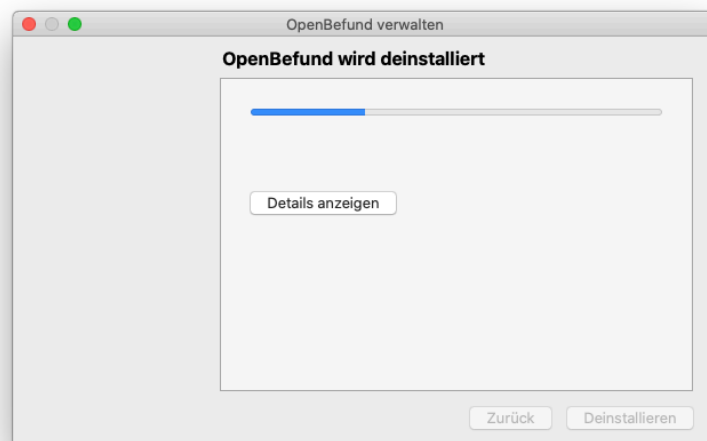 OpenBefund verwalten
OpenBefund wird deinstalliert
Details anzeigen
Zurück
Deinstallieren